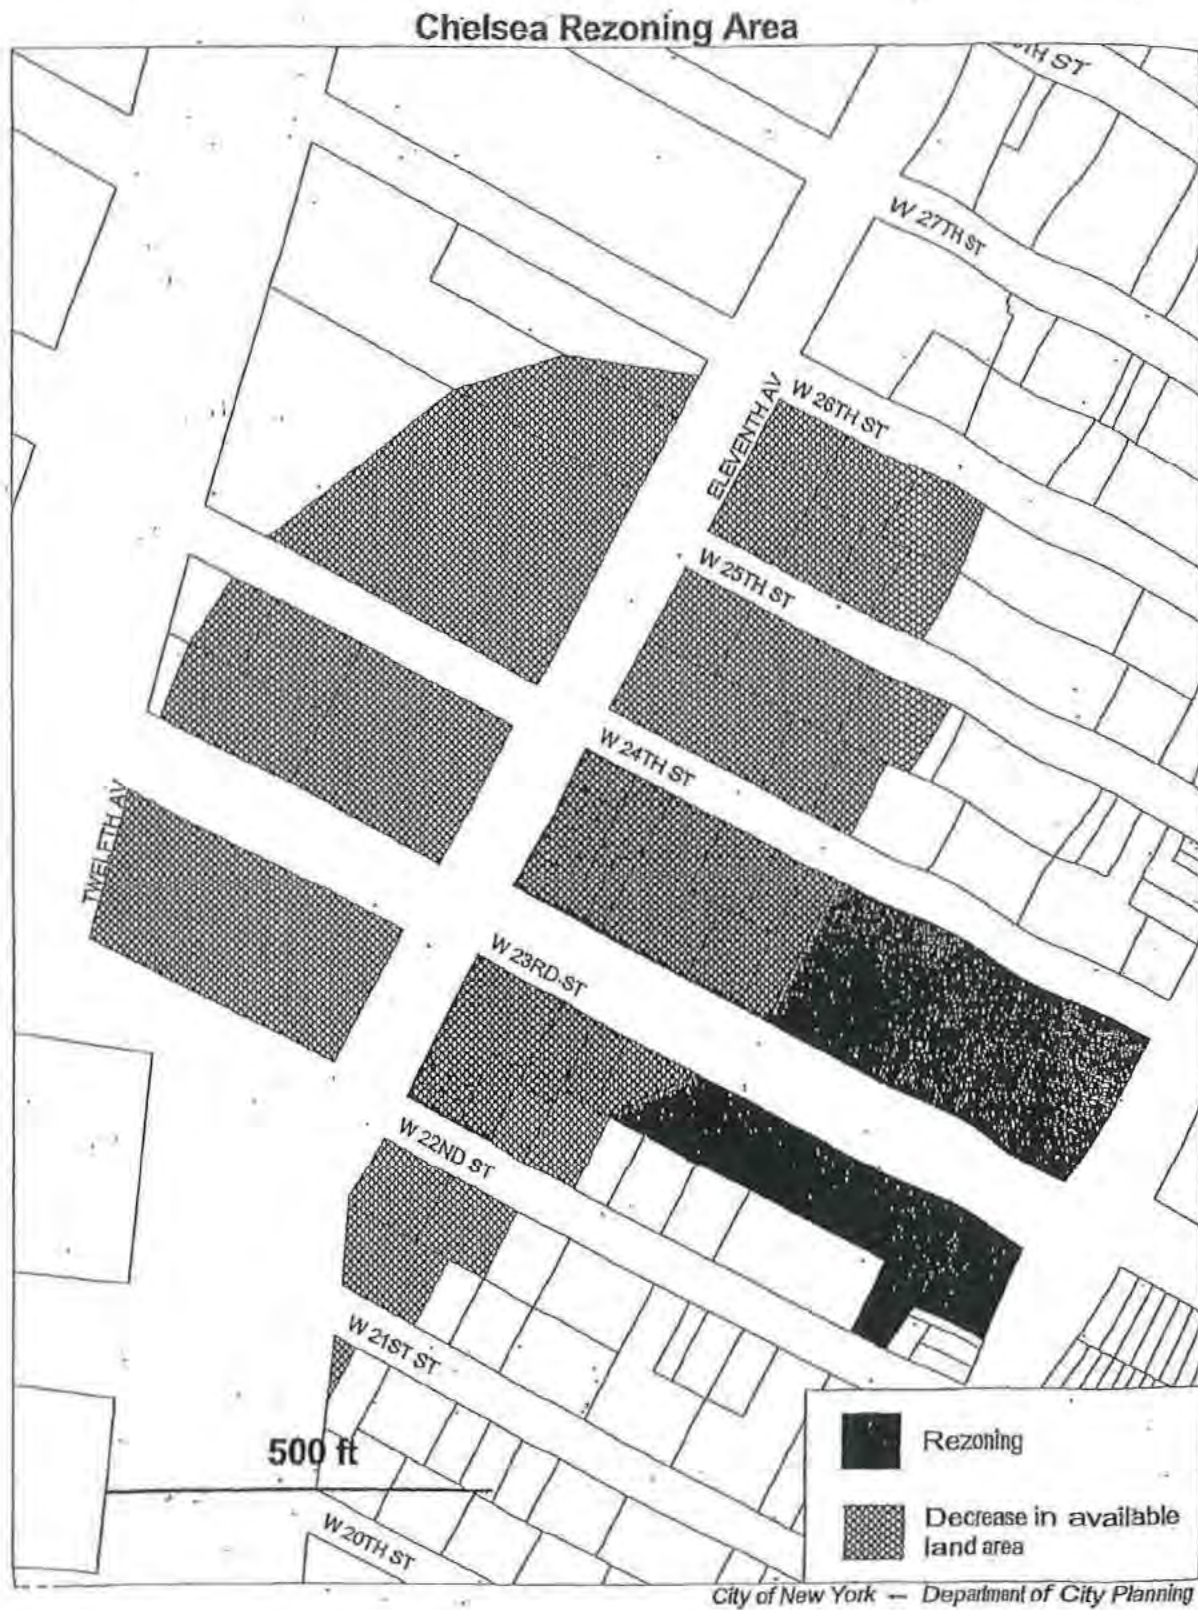 Chelsea Rezoning Area
TH ST
W 27TH ST
W 26TH ST
ELEVENTH AV
W 25TH ST
W 24TH ST
TWELFTH AV
W 23RD ST
W 22ND ST
W 21ST ST
500 ft
W 20TH ST
Rezoning
Decrease in available
land area
City of New York — Department of City Planning